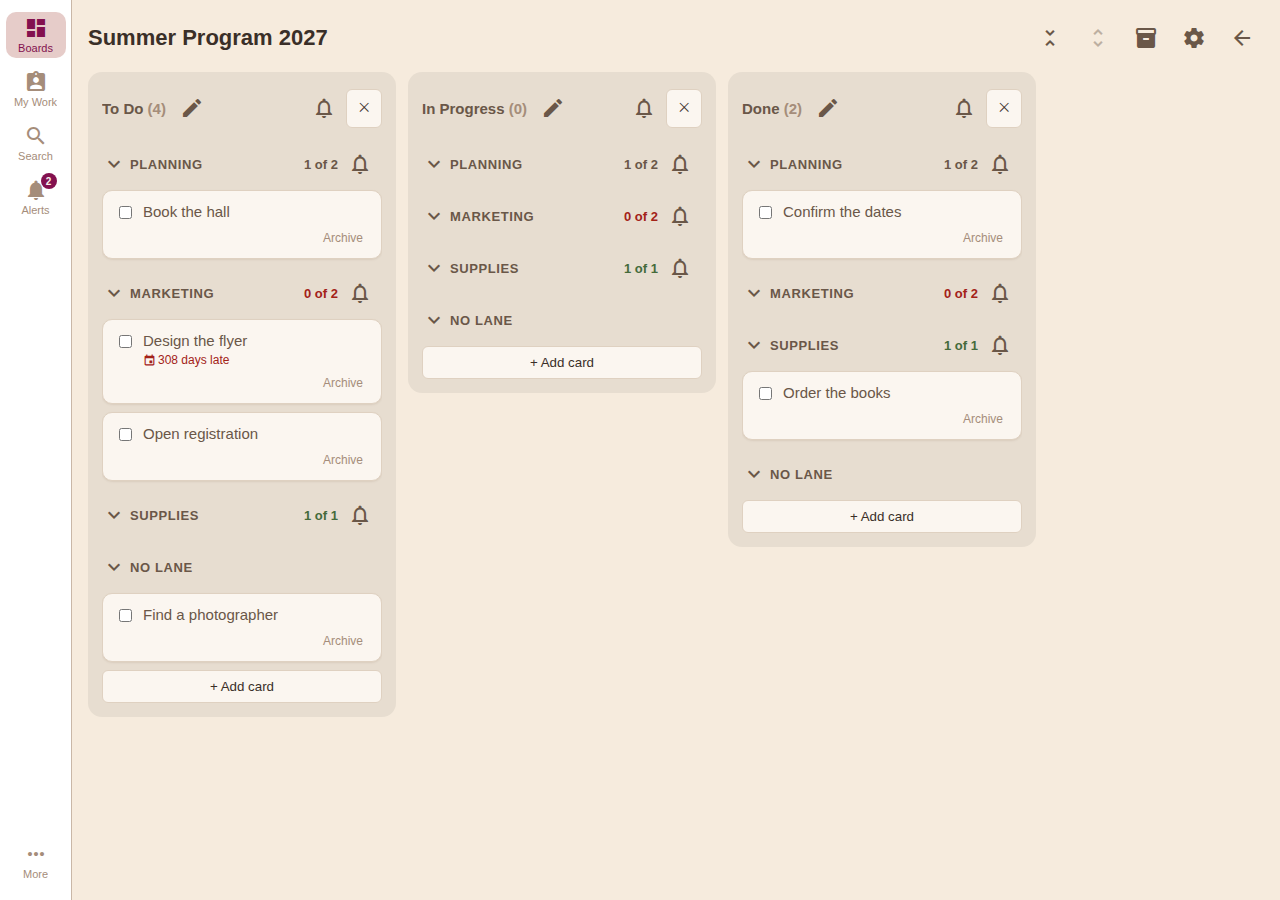 Boards
My Work
Search
2
Alerts
More
Summer Program 2027
To Do (4)
PLANNING 1 of 2
Book the hall
Archive
MARKETING 0 of 2
Design the flyer
308 days late
Archive
Open registration
Archive
SUPPLIES 1 of 1
NO LANE
Find a photographer
Archive
+ Add card
In Progress (0)
PLANNING 1 of 2
MARKETING 0 of 2
SUPPLIES 1 of 1
NO LANE
+ Add card
Done (2)
PLANNING 1 of 2
Confirm the dates
Archive
MARKETING 0 of 2
SUPPLIES 1 of 1
Order the books
Archive
NO LANE
+ Add card